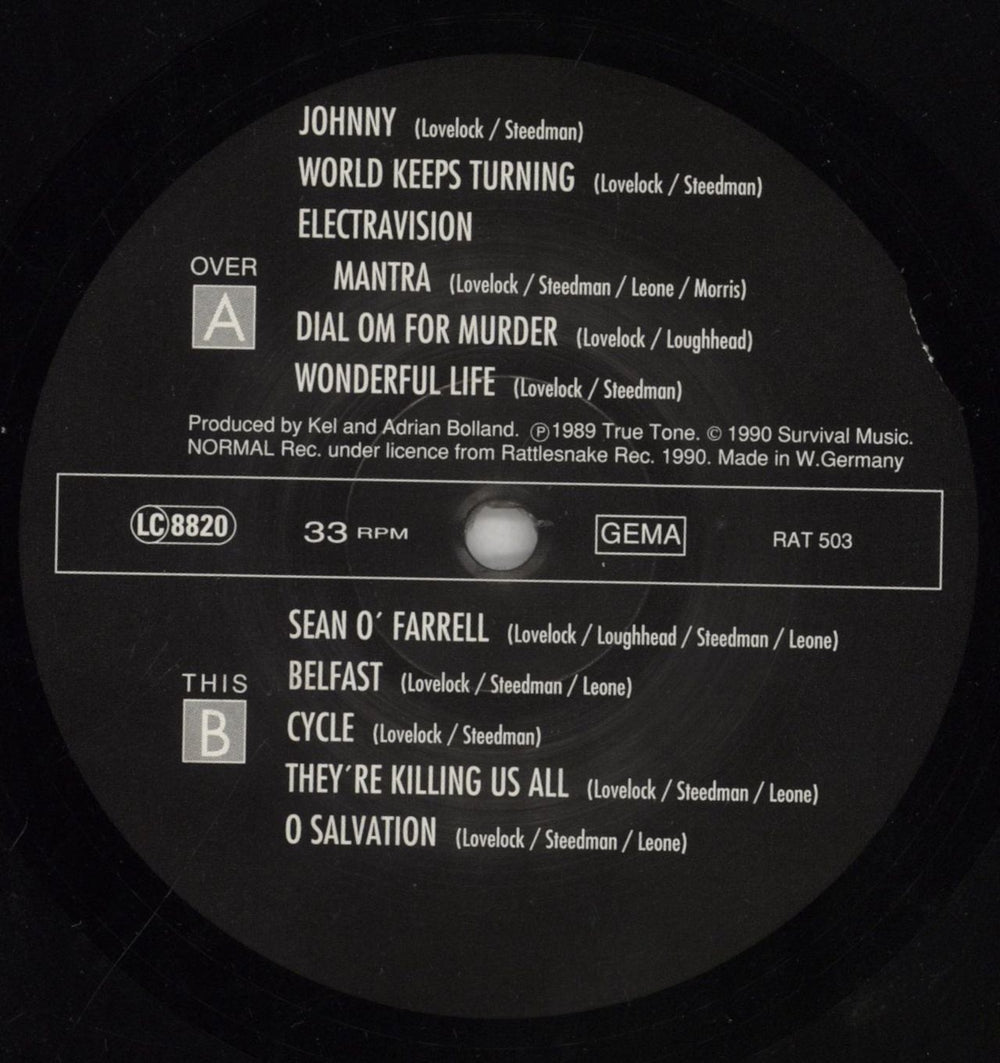 JOHNNY (Lovelock / Steedman)
WORLD KEEPS TURNING (Lovelock / Steedman)
ELECTRAVISION
MANTRA (Lovelock / Steedman / Leone / Morris)
OVER
A
DIAL OM FOR MURDER (Lovelock / Loughhead)
WONDERFUL LIFE (Lovelock / Steedman)
Produced by Kel and Adrian Bolland. ℗1989 True Tone. © 1990 Survival Music.
NORMAL Rec. under licence from Rattlesnake Rec. 1990. Made in W.Germany
LC 8820 33 RPM GEMA RAT 503
SEAN O´ FARRELL (Lovelock / Loughhead / Steedman / Leone)
THIS
B
BELFAST (Lovelock / Steedman / Leone)
CYCLE (Lovelock / Steedman)
THEY´RE KILLING US ALL (Lovelock / Steedman / Leone)
O SALVATION (Lovelock / Steedman / Leone)